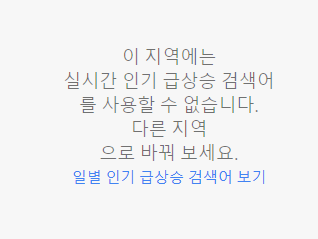 이 지역에는
실시간 인기 급상승 검색어
를 사용할 수 없습니다.
다른 지역
으로 바꿔 보세요.
일별 인기 급상승 검색어 보기